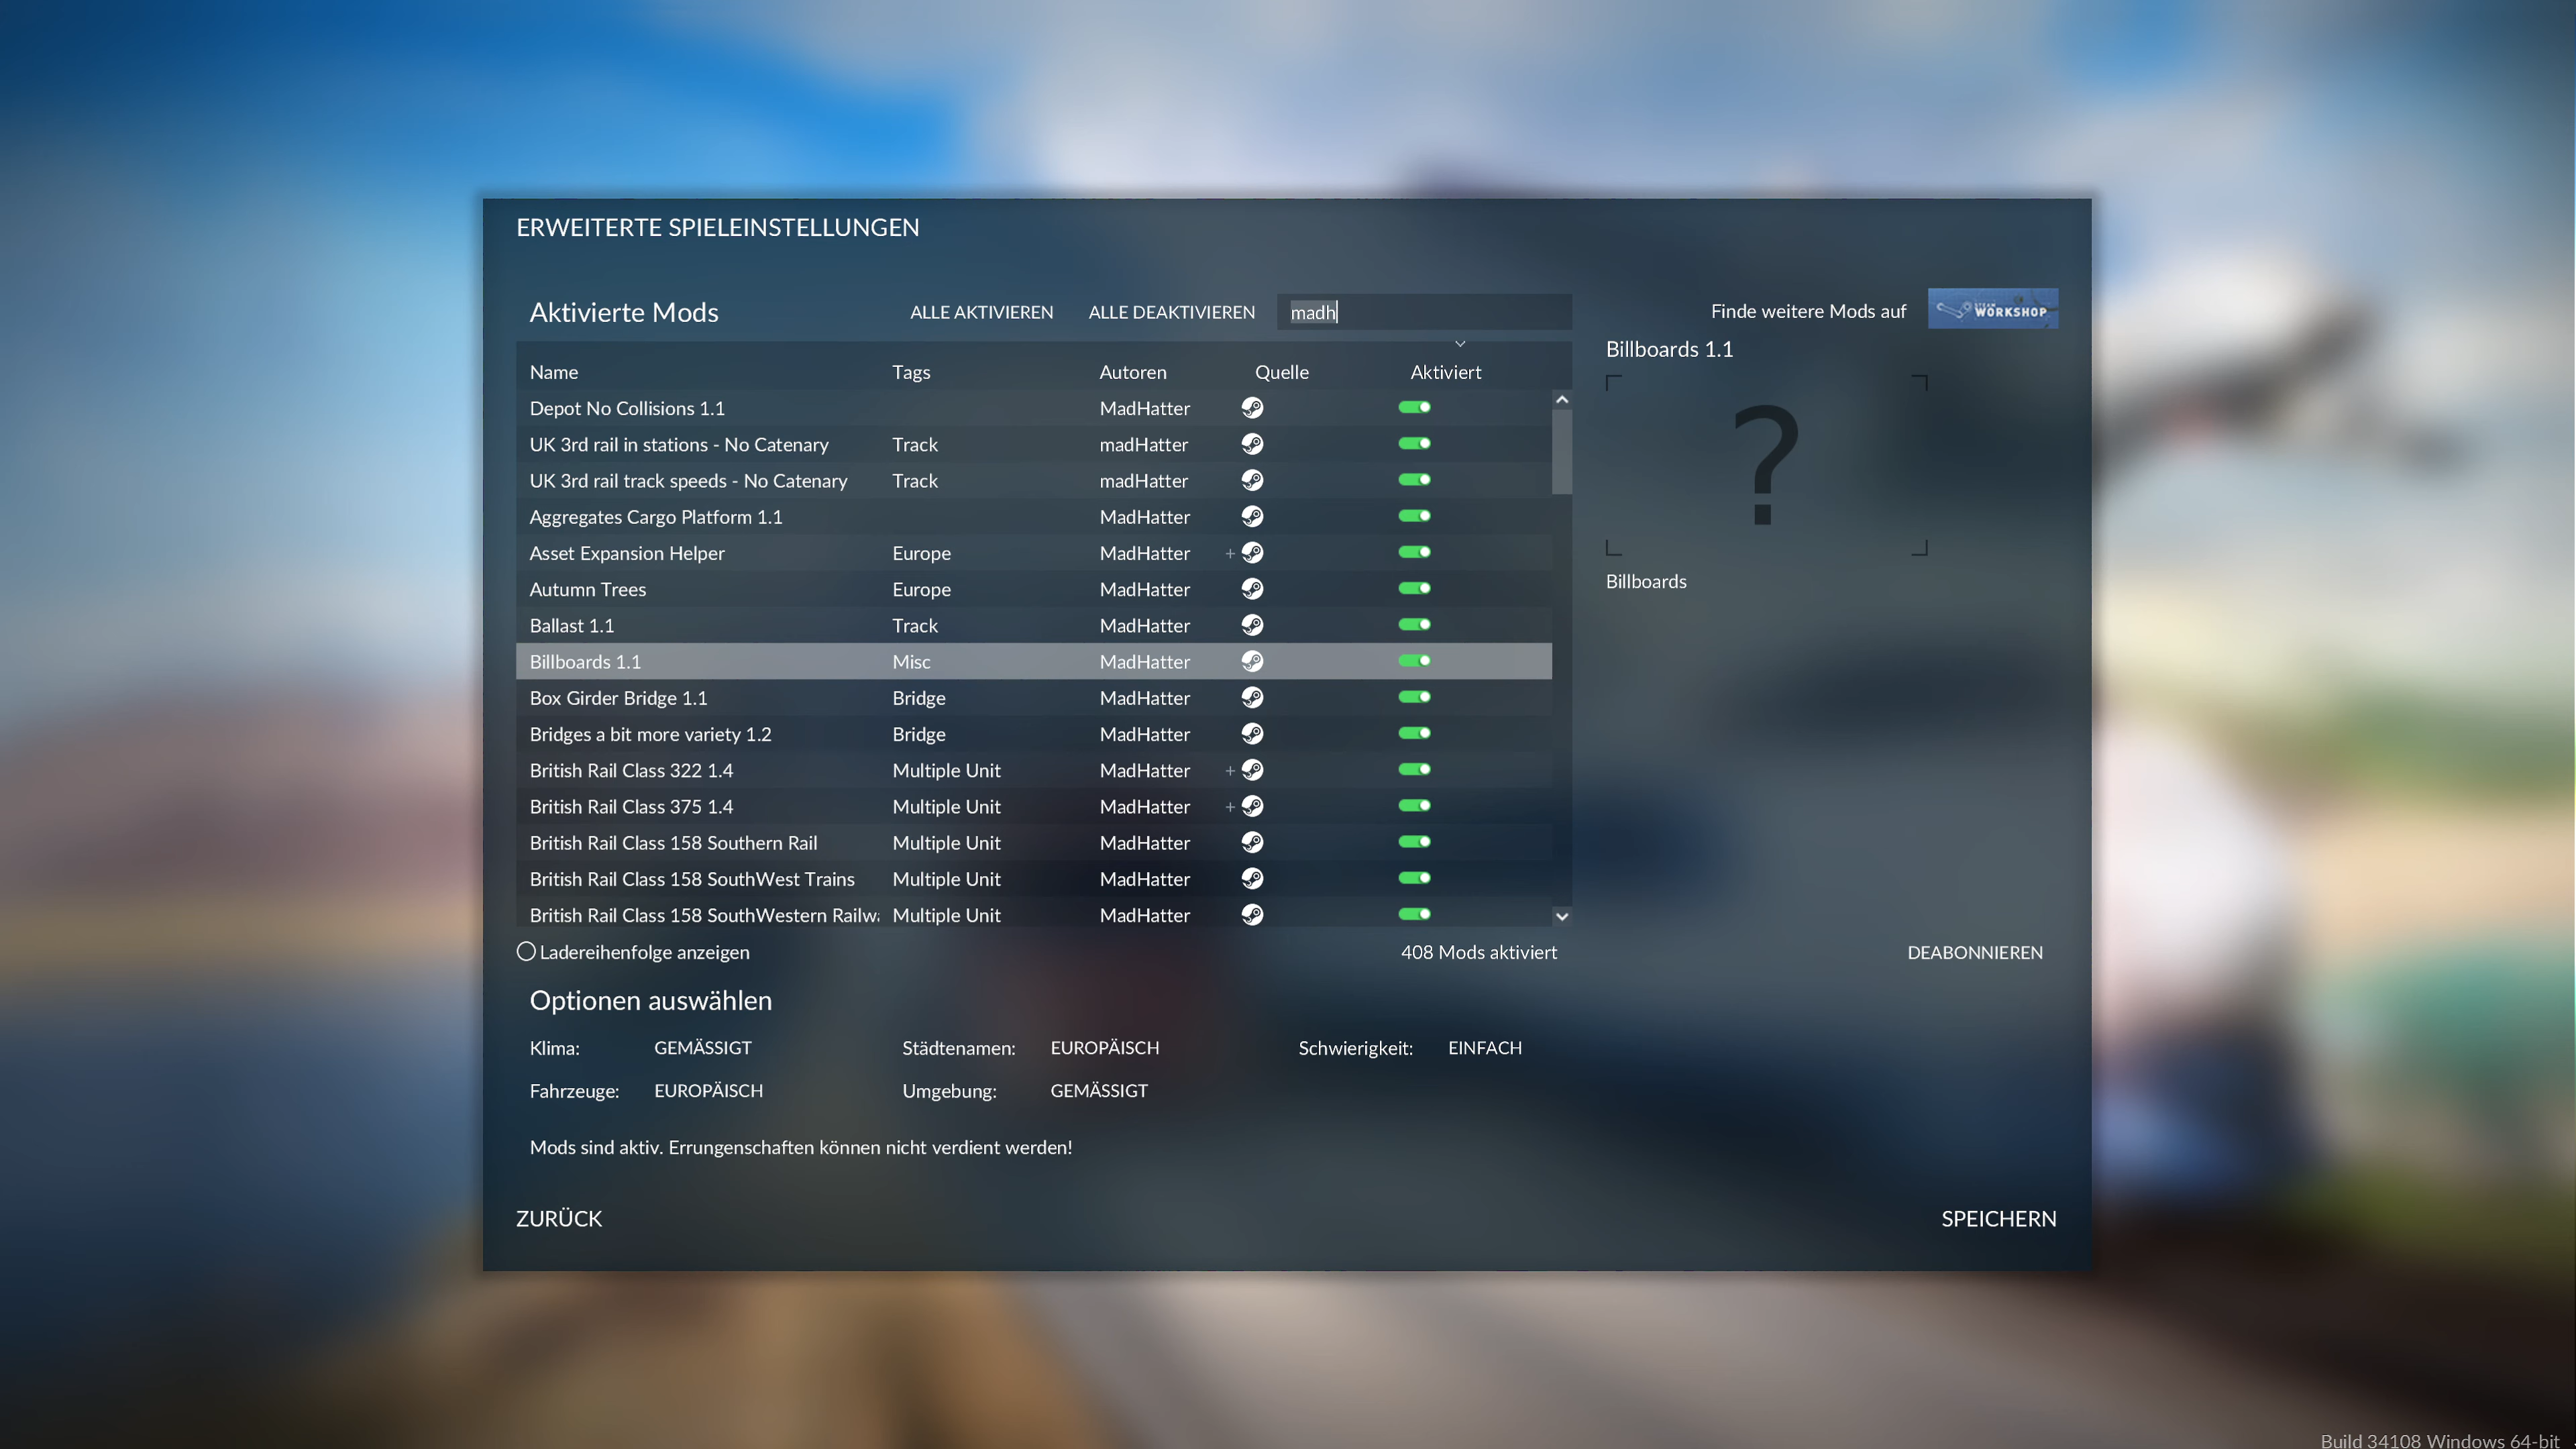 ERWEITERTE SPIELEINSTELLUNGEN
Aktivierte Mods ALLE AKTIVIEREN ALLE DEAKTIVIEREN madh Finde weitere Mods auf STEAM WORKSHOP
Name Tags Autoren Quelle Aktiviert
Depot No Collisions 1.1 MadHatter
UK 3rd rail in stations - No Catenary Track madHatter
UK 3rd rail track speeds - No Catenary Track madHatter
Aggregates Cargo Platform 1.1 MadHatter
Asset Expansion Helper Europe MadHatter +
Autumn Trees Europe MadHatter
Ballast 1.1 Track MadHatter
Billboards 1.1 Misc MadHatter
Box Girder Bridge 1.1 Bridge MadHatter
Bridges a bit more variety 1.2 Bridge MadHatter
British Rail Class 322 1.4 Multiple Unit MadHatter +
British Rail Class 375 1.4 Multiple Unit MadHatter +
British Rail Class 158 Southern Rail Multiple Unit MadHatter
British Rail Class 158 SouthWest Trains Multiple Unit MadHatter
British Rail Class 158 SouthWestern Railw Multiple Unit MadHatter
Billboards 1.1
?
Billboards
Ladereihenfolge anzeigen 408 Mods aktiviert DEABONNIEREN
Optionen auswählen
Klima: GEMÄSSIGT Städtenamen: EUROPÄISCH Schwierigkeit: EINFACH
Fahrzeuge: EUROPÄISCH Umgebung: GEMÄSSIGT
Mods sind aktiv. Errungenschaften können nicht verdient werden!
ZURÜCK SPEICHERN
Build 34108 Windows 64-bit